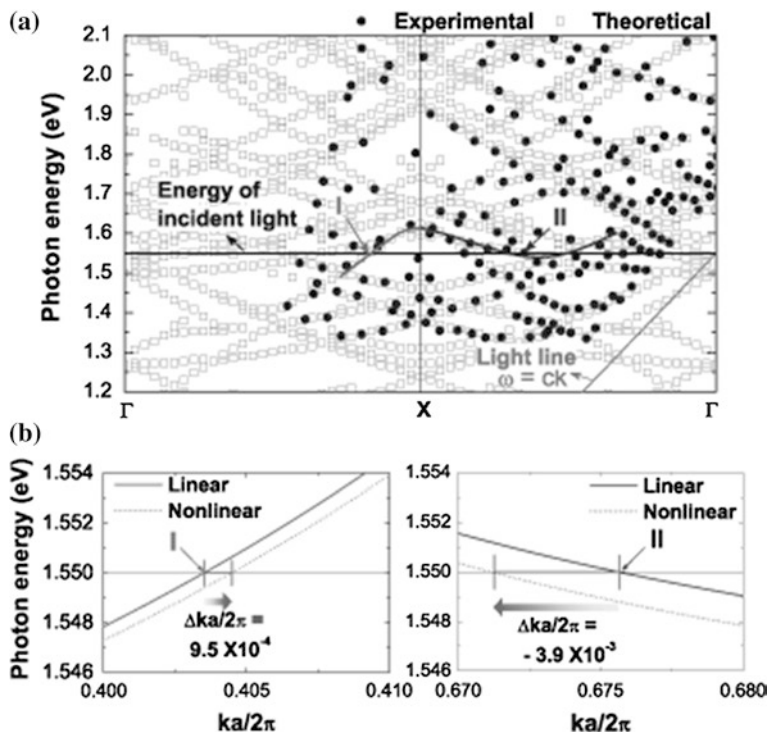 (a)
Experimental Theoretical
2.1
2.0
1.9
1.8
1.7
1.6
1.5
1.4
1.3
1.2
Photon energy (eV)
Energy of
incident light
I
II
Light line
ω = ck
Γ X Γ
(b)
Photon energy (eV)
1.554
1.552
1.550
1.548
1.546
Linear
Nonlinear
I
Δka/2π =
9.5 X10⁻⁴
0.400 0.405 0.410
ka/2π
1.554
1.552
1.550
1.548
1.546
Linear
Nonlinear
II
Δka/2π =
- 3.9 X10⁻³
0.670 0.675 0.680
ka/2π